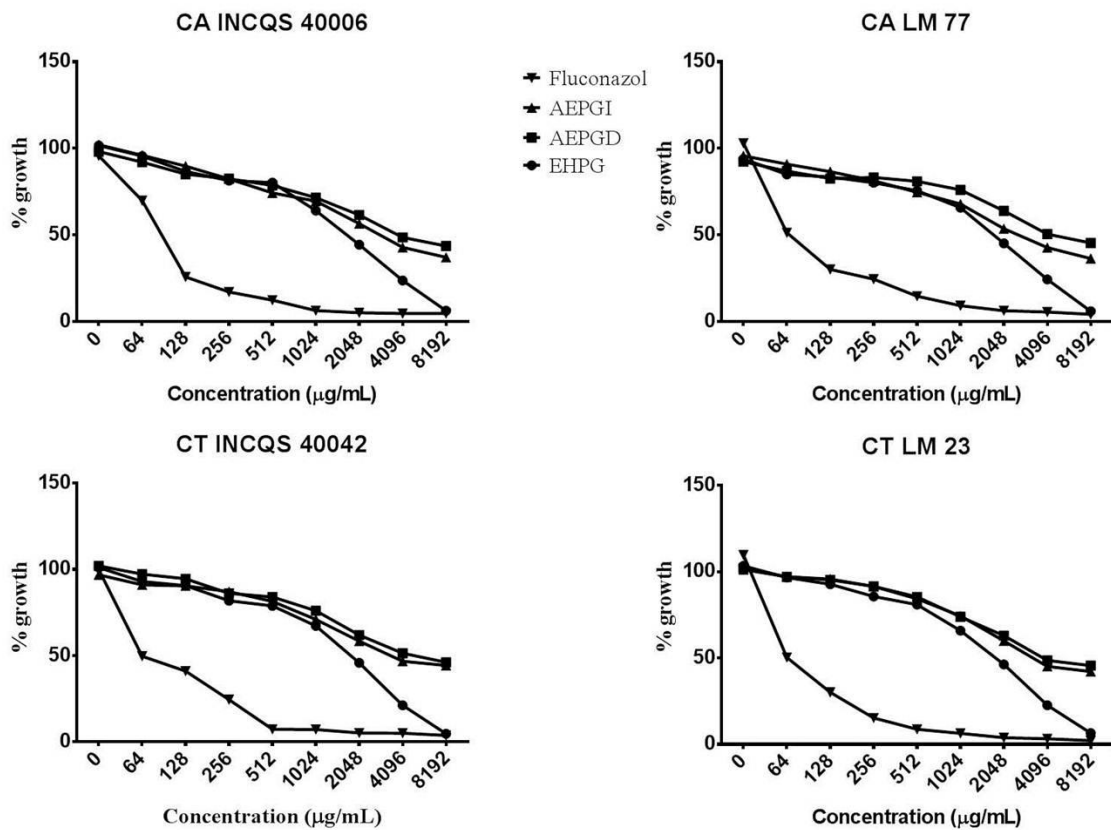 CA INCQS 40006
% growth
150
100
50
0
0 64 128 256 512 1024 2048 4096 8192
Concentration (μg/mL)
Fluconazol
AEPGI
AEPGD
EHPG
CA LM 77
% growth
150
100
50
0
0 64 128 256 512 1024 2048 4096 8192
Concentration (μg/mL)
CT INCQS 40042
% growth
150
100
50
0
0 64 128 256 512 1024 2048 4096 8192
Concentration (μg/mL)
CT LM 23
% growth
150
100
50
0
0 64 128 256 512 1024 2048 4096 8192
Concentration (μg/mL)